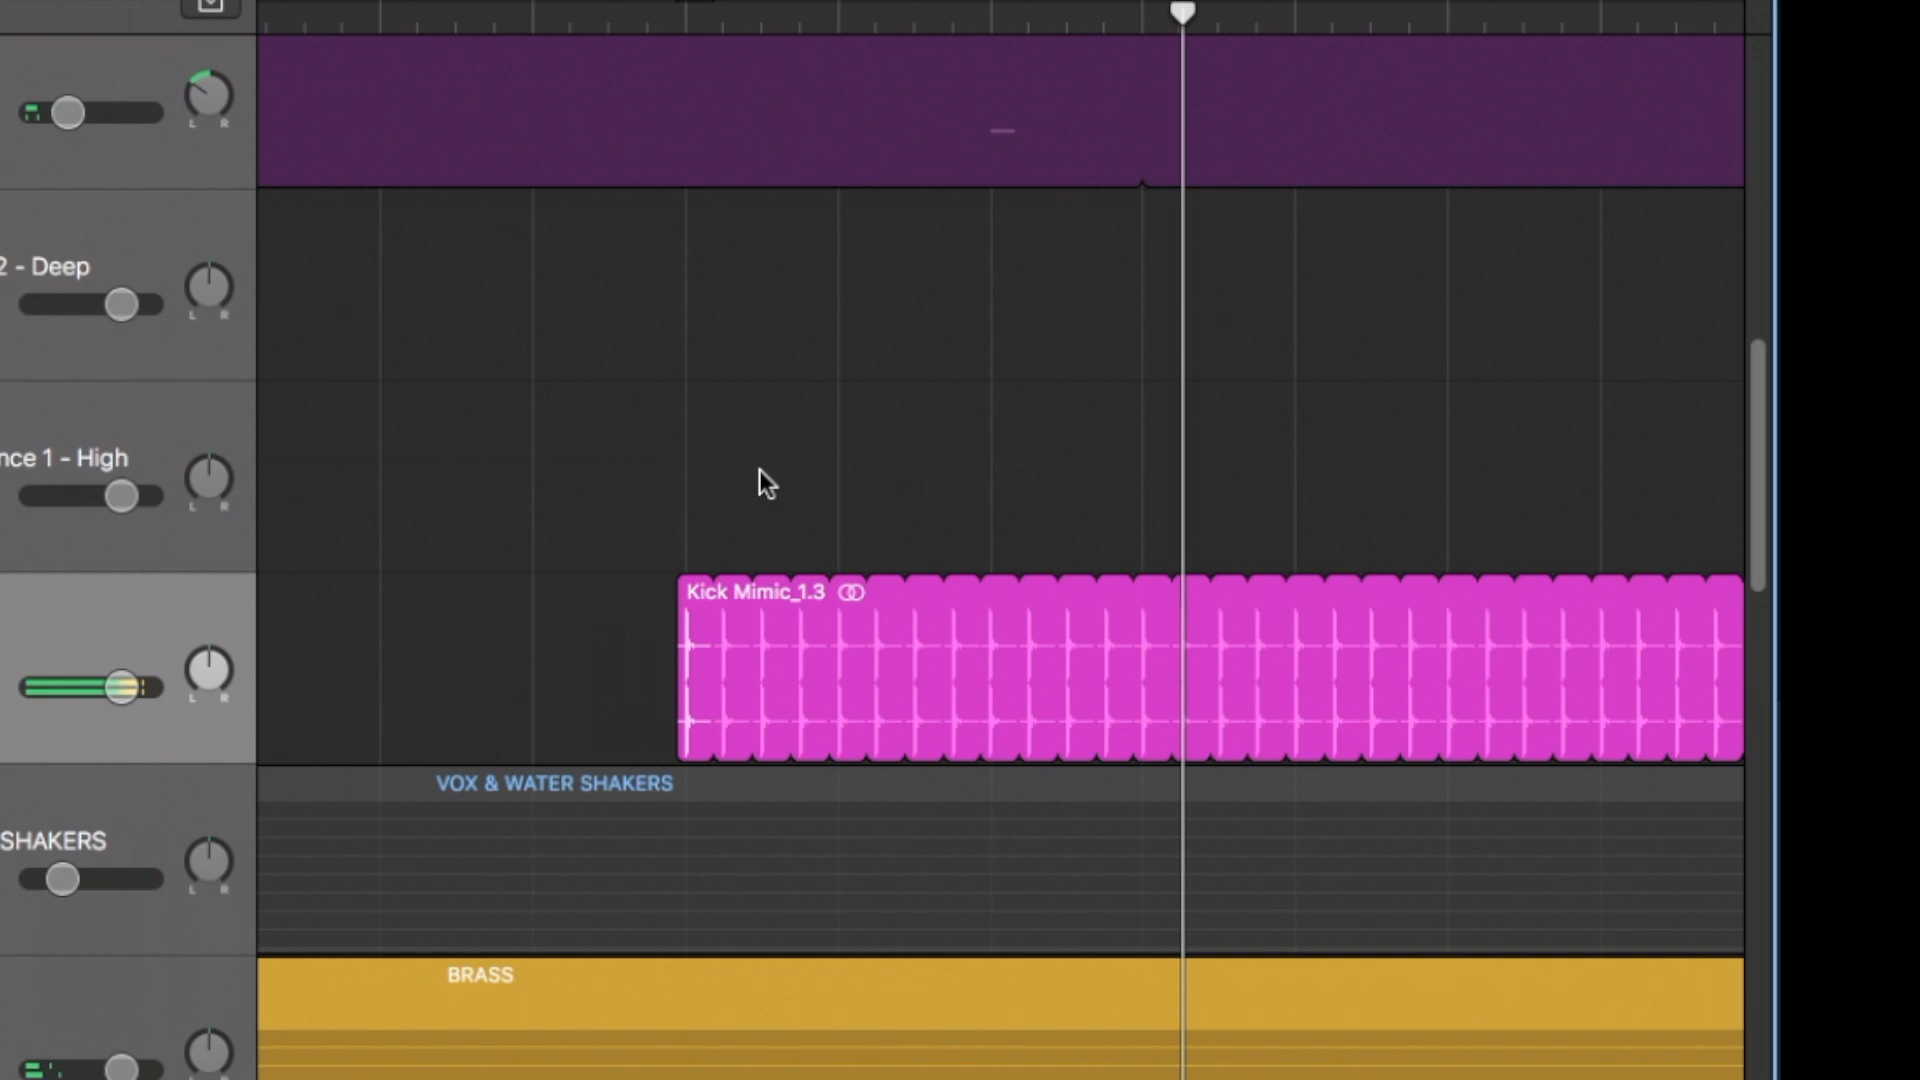 L R
2 - Deep
L R
nce 1 - High
L R
Kick Mimic_1.3
L R
VOX & WATER SHAKERS
SHAKERS
L R
BRASS